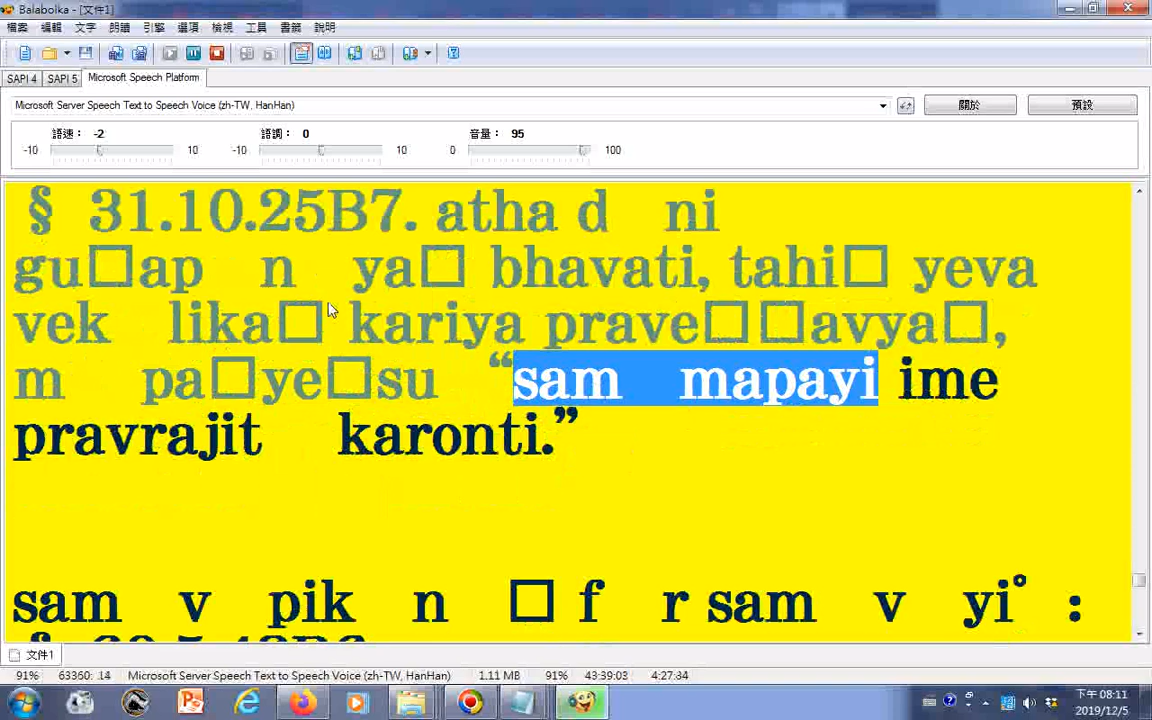 Balabolka - [文件1]
檔案 編輯 文字 朗讀 引擎 選項 檢視 工具 書籤 說明
SAPI 4 SAPI 5 Microsoft Speech Platform
Microsoft Server Speech Text to Speech Voice (zh-TW, HanHan) 關於 預設
語速： -2 語調： 0 音量： 95
-10 10 -10 10 0 100
§ 31.10.25B7. atha d ni
gu□ap n ya□ bhavati, tahi□ yeva
vek lika□ kariya prave□□avya□,
m pa□ye□su “sam mapayi ime
pravrajit karonti.”
sam v pik n □ f r sam v yi° :
文件1
91% 63360: 14 Microsoft Server Speech Text to Speech Voice (zh-TW, HanHan) 1.11 MB 91% 43:39:03 4:27:34
下午 08:11
2019/12/5